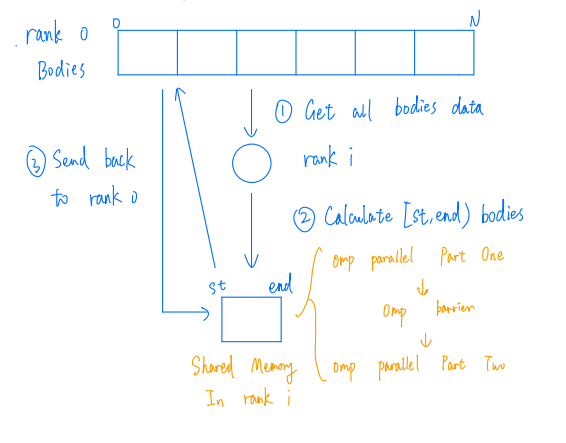 0 N
rank 0
Bodies
① Get all bodies data
rank i
③ Send back
to rank 0
② Calculate [st, end) bodies
omp parallel Part One
st end
Omp barrier
Shared Memory
omp parallel Part Two
In rank i